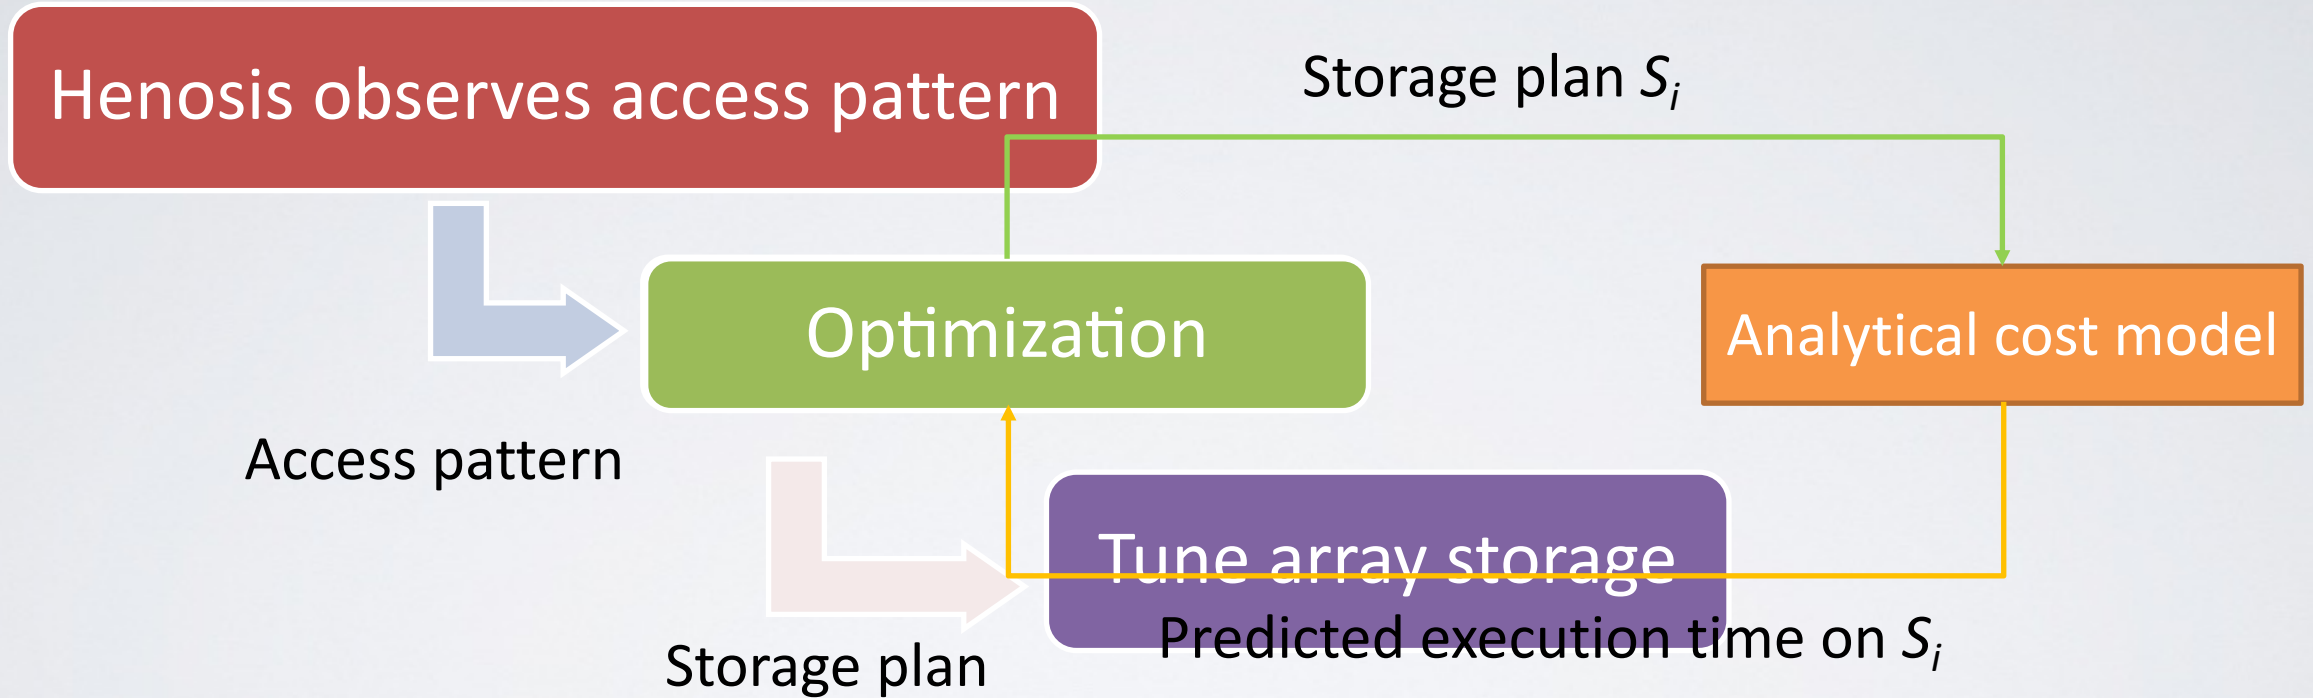 Henosis observes access pattern
Storage plan Si
Optimization
Analytical cost model
Access pattern
Tune array storage
Predicted execution time on Si
Storage plan